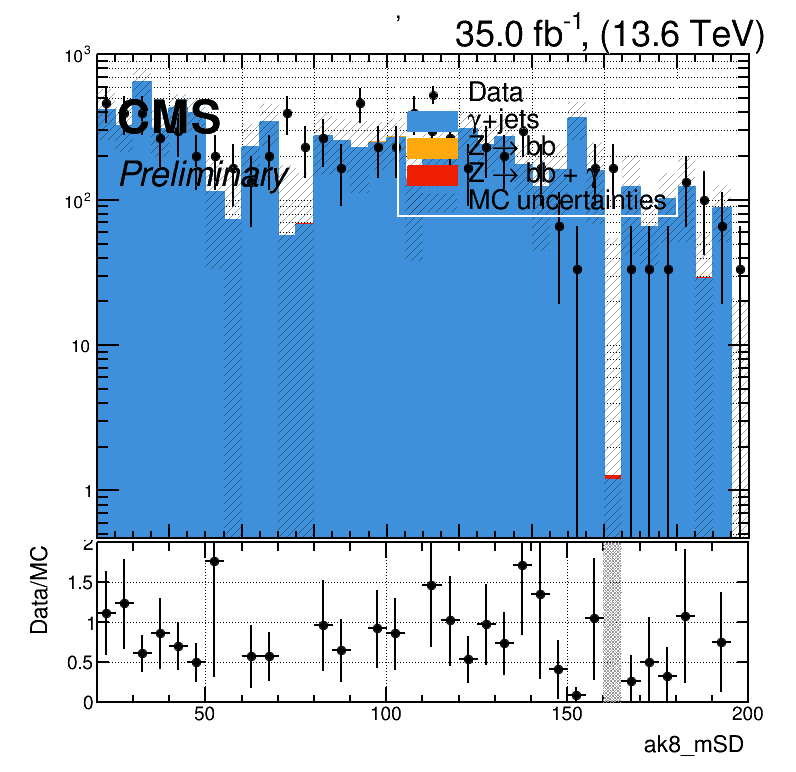 ,
35.0 fb⁻¹, (13.6 TeV)
10³
CMS
Preliminary
Data
γ+jets
Z → bb
Z → bb + γ
MC uncertainties
10²
10
1
Data/MC
2
1.5
1
0.5
0
50
100
150
200
ak8_mSD